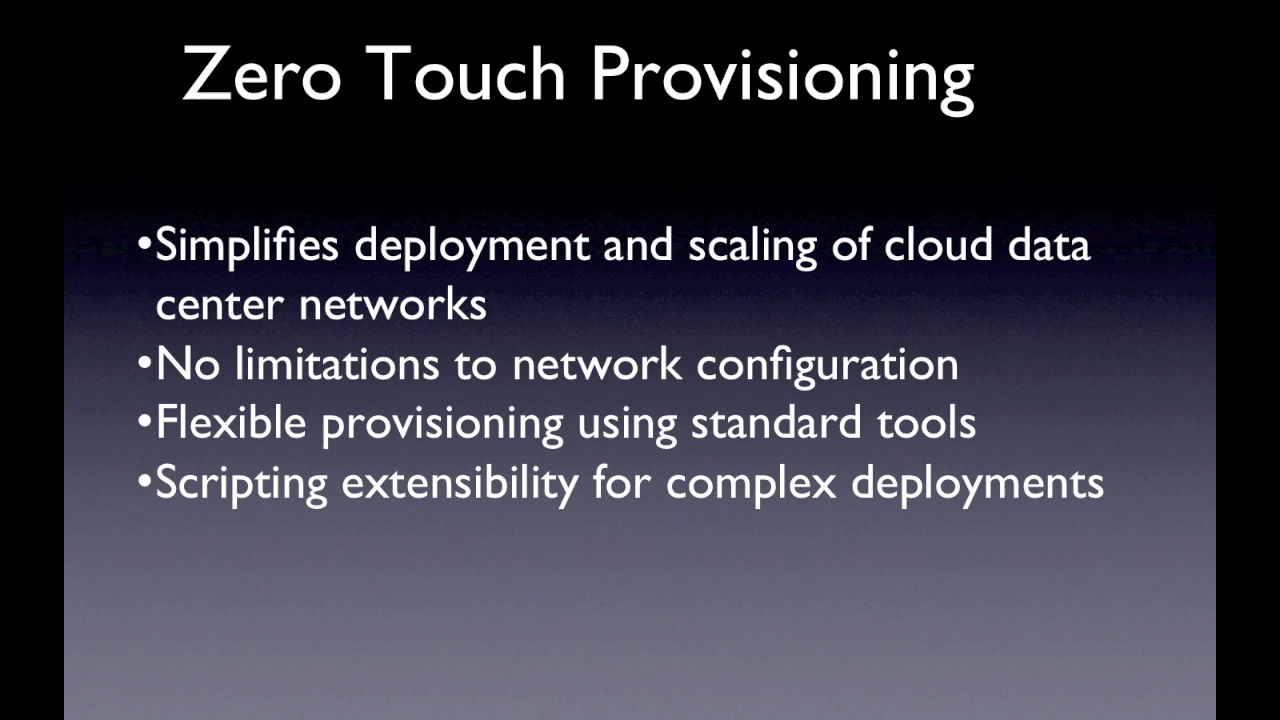 Zero Touch Provisioning
•Simplifies deployment and scaling of cloud data
center networks
•No limitations to network configuration
•Flexible provisioning using standard tools
•Scripting extensibility for complex deployments